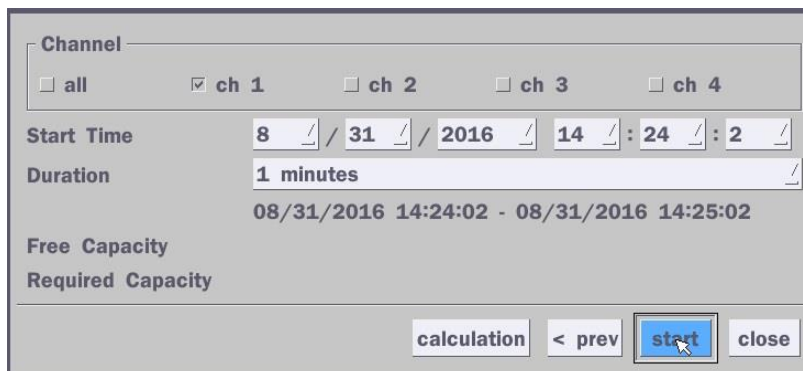 Channel
all ch 1 ch 2 ch 3 ch 4
Start Time 8 / 31 / 2016 14 : 24 : 2
Duration 1 minutes
08/31/2016 14:24:02 - 08/31/2016 14:25:02
Free Capacity
Required Capacity
calculation < prev start close